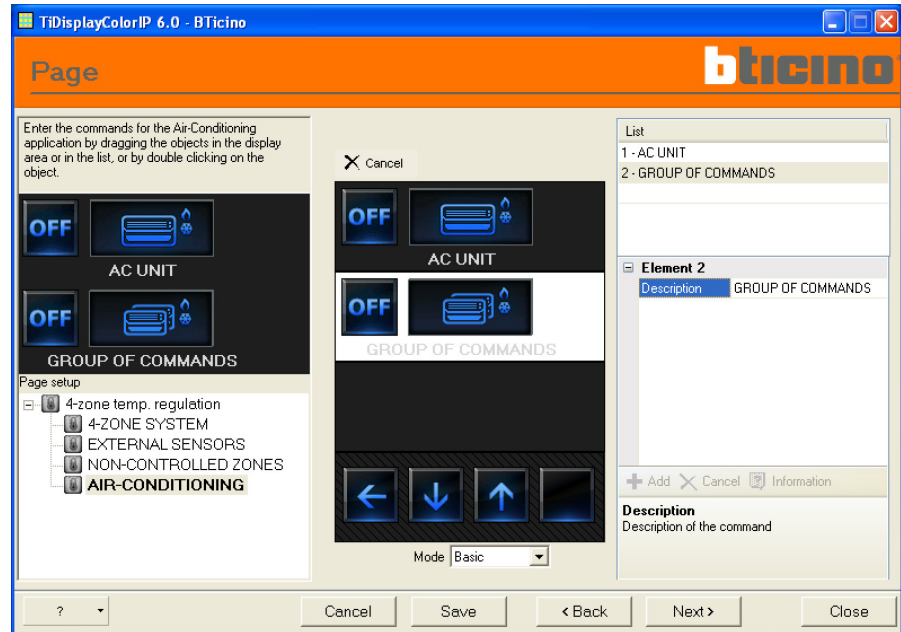 TiDisplayColorIP 6.0 - BTicino
Page
bticino
Enter the commands for the Air-Conditioning
application by dragging the objects in the display
area or in the list, or by double clicking on the
object.
OFF
AC UNIT
OFF
GROUP OF COMMANDS
Page setup
4-zone temp. regulation
4-ZONE SYSTEM
EXTERNAL SENSORS
NON-CONTROLLED ZONES
AIR-CONDITIONING
Cancel
OFF
AC UNIT
OFF
GROUP OF COMMANDS
Mode Basic
List
1 - AC UNIT
2 - GROUP OF COMMANDS
Element 2
Description GROUP OF COMMANDS
Add Cancel Information
Description
Description of the command
? Cancel Save < Back Next > Close